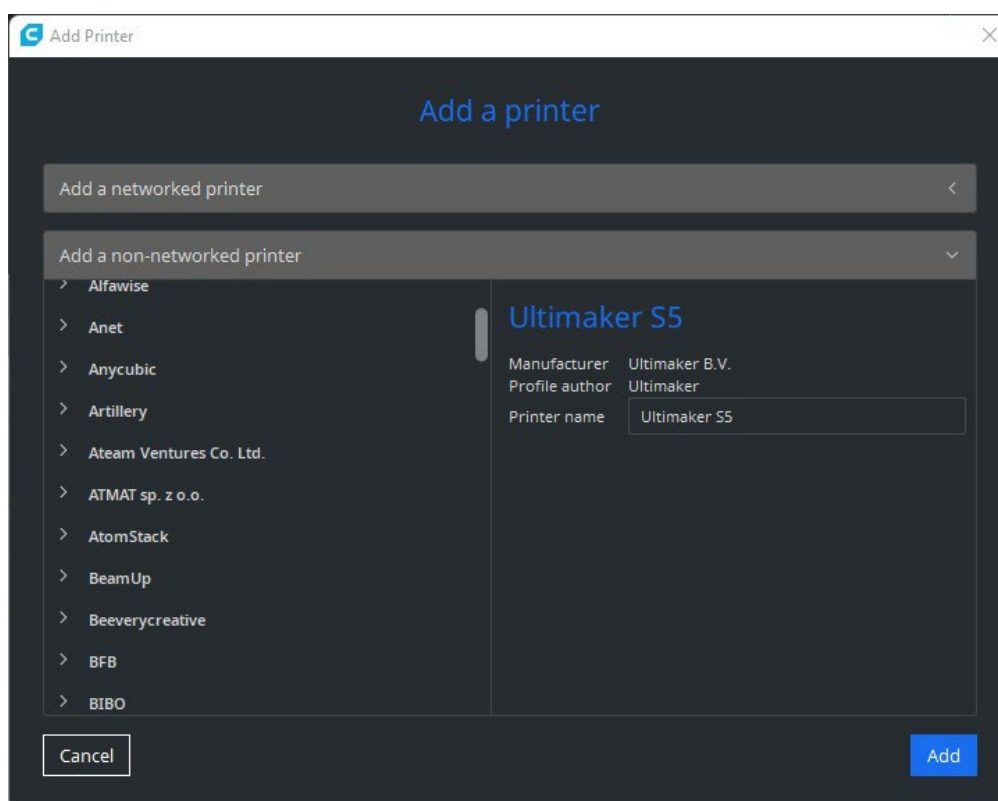 Add Printer
Add a printer
Add a networked printer
Add a non-networked printer
Alfawise
Anet
Anycubic
Artillery
Ateam Ventures Co. Ltd.
ATMAT sp. z o.o.
AtomStack
BeamUp
Beeverycreative
BFB
BIBO
Ultimaker S5
Manufacturer Ultimaker B.V.
Profile author Ultimaker
Printer name Ultimaker S5
Cancel
Add